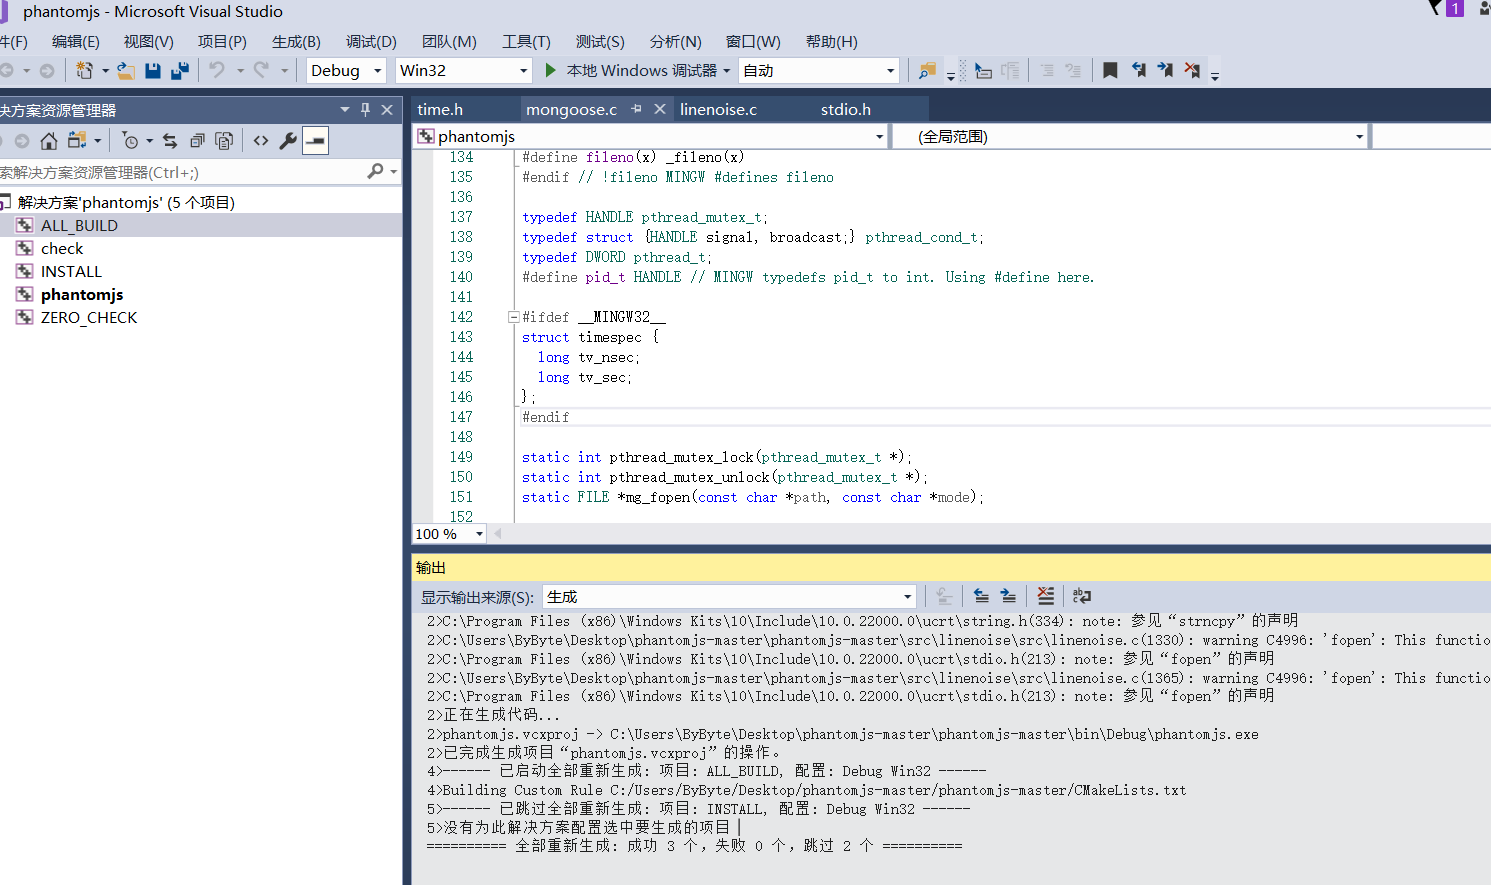 phantomjs - Microsoft Visual Studio
1
件(F) 编辑(E) 视图(V) 项目(P) 生成(B) 调试(D) 团队(M) 工具(T) 测试(S) 分析(N) 窗口(W) 帮助(H)
Debug Win32 本地 Windows 调试器 自动
决方案资源管理器
索解决方案资源管理器(Ctrl+;)
解决方案'phantomjs' (5 个项目)
ALL_BUILD
check
INSTALL
phantomjs
ZERO_CHECK
time.h mongoose.c linenoise.c stdio.h
phantomjs (全局范围)
134 #define fileno(x) _fileno(x)
135 #endif // !fileno MINGW #defines fileno
136
137 typedef HANDLE pthread_mutex_t;
138 typedef struct {HANDLE signal, broadcast;} pthread_cond_t;
139 typedef DWORD pthread_t;
140 #define pid_t HANDLE // MINGW typedefs pid_t to int. Using #define here.
141
142 #ifdef __MINGW32__
143 struct timespec {
144 long tv_nsec;
145 long tv_sec;
146 };
147 #endif
148
149 static int pthread_mutex_lock(pthread_mutex_t *);
150 static int pthread_mutex_unlock(pthread_mutex_t *);
151 static FILE *mg_fopen(const char *path, const char *mode);
152
100 %
输出
显示输出来源(S): 生成
2>C:\Program Files (x86)\Windows Kits\10\Include\10.0.22000.0\ucrt\string.h(334): note: 参见“strncpy”的声明
2>C:\Users\ByByte\Desktop\phantomjs-master\phantomjs-master\src\linenoise\src\linenoise.c(1330): warning C4996: 'fopen': This functio
2>C:\Program Files (x86)\Windows Kits\10\Include\10.0.22000.0\ucrt\stdio.h(213): note: 参见“fopen”的声明
2>C:\Users\ByByte\Desktop\phantomjs-master\phantomjs-master\src\linenoise\src\linenoise.c(1365): warning C4996: 'fopen': This functio
2>C:\Program Files (x86)\Windows Kits\10\Include\10.0.22000.0\ucrt\stdio.h(213): note: 参见“fopen”的声明
2>正在生成代码...
2>phantomjs.vcxproj -> C:\Users\ByByte\Desktop\phantomjs-master\phantomjs-master\bin\Debug\phantomjs.exe
2>已完成生成项目“phantomjs.vcxproj”的操作。
4>------ 已启动全部重新生成: 项目: ALL_BUILD, 配置: Debug Win32 ------
4>Building Custom Rule C:/Users/ByByte/Desktop/phantomjs-master/phantomjs-master/CMakeLists.txt
5>------ 已跳过全部重新生成: 项目: INSTALL, 配置: Debug Win32 ------
5>没有为此解决方案配置选中要生成的项目
========== 全部重新生成: 成功 3 个，失败 0 个，跳过 2 个 ==========